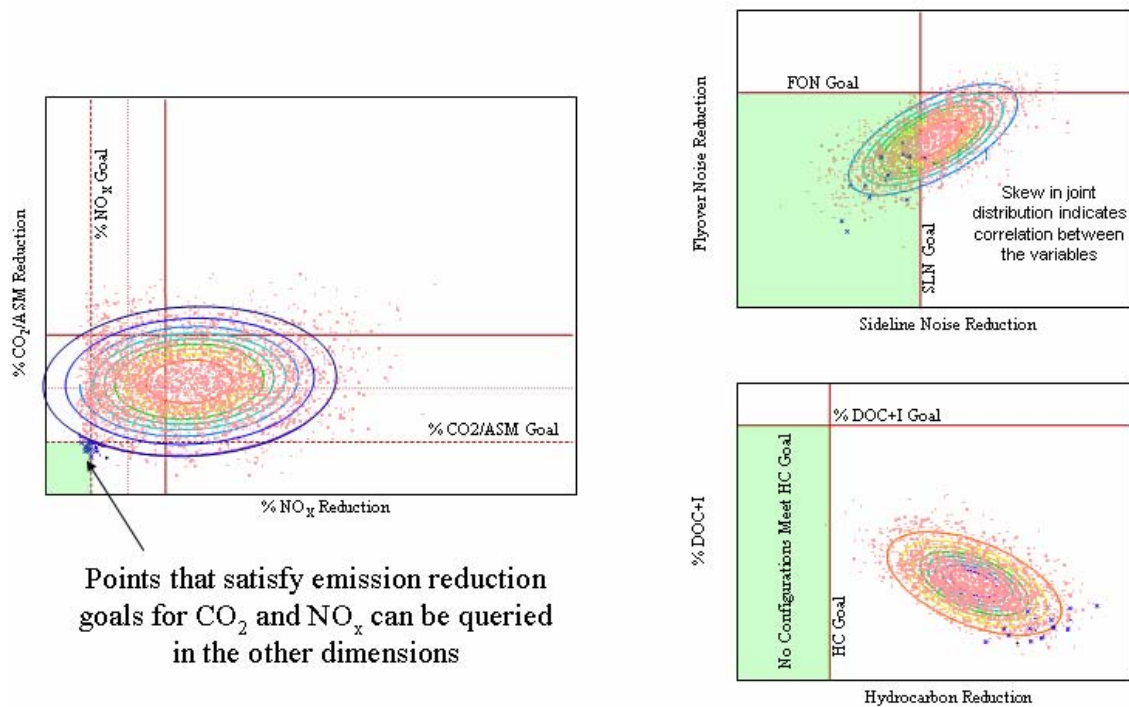 % CO₂/ASM Reduction
% NOX Goal
% CO2/ASM Goal
% NOX Reduction
Points that satisfy emission reduction
goals for CO₂ and NOₓ can be queried
in the other dimensions
Flyover Noise Reduction
FON Goal
SLN Goal
Skew in joint
distribution indicates
correlation between
the variables
Sideline Noise Reduction
% DOC+I
% DOC+I Goal
No Configurations Meet HC Goal
HC Goal
Hydrocarbon Reduction